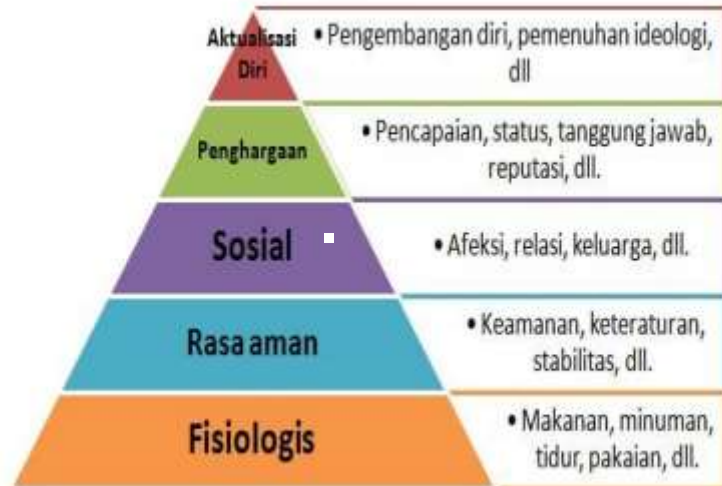 Aktualisasi
Diri
• Pengembangan diri, pemenuhan ideologi,
dll
Penghargaan
• Pencapaian, status, tanggung jawab,
reputasi, dll.
Sosial
• Afeksi, relasi, keluarga, dll.
Rasa aman
• Keamanan, keteraturan,
stabilitas, dll.
Fisiologis
• Makanan, minuman,
tidur, pakaian, dll.